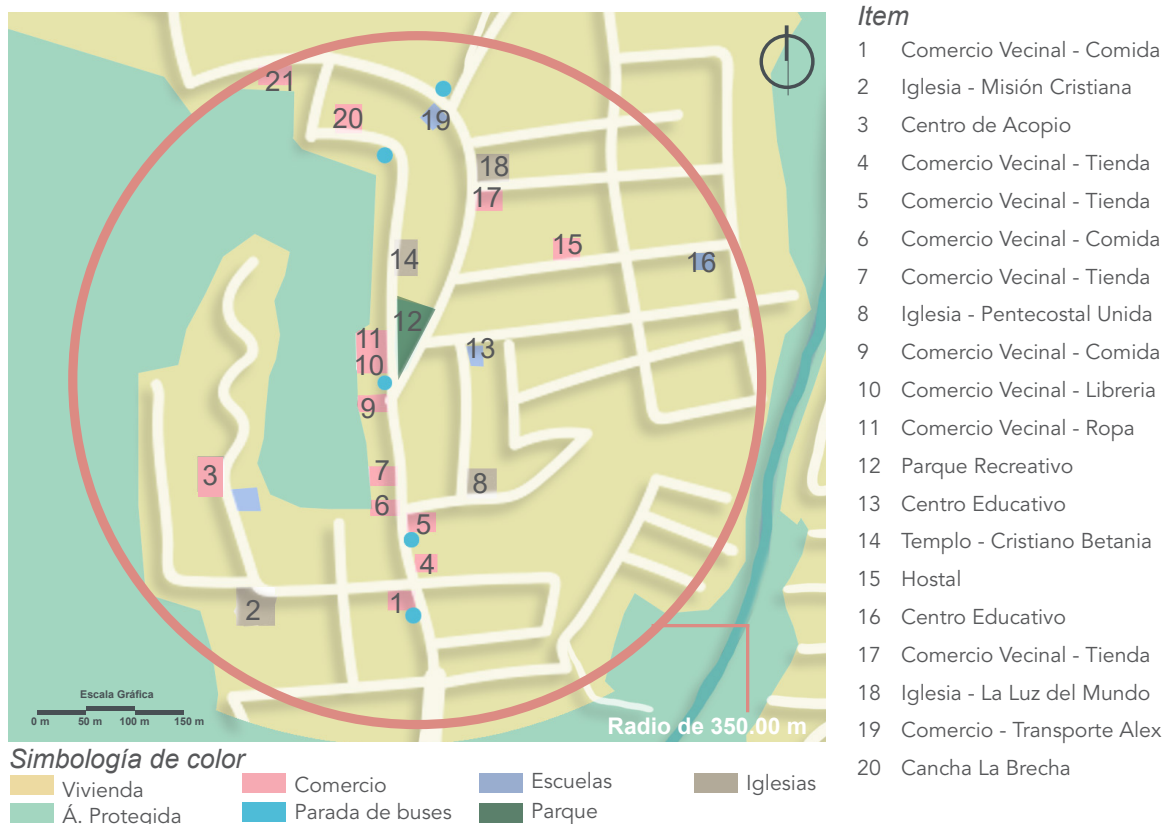 21
20
19
18
17
15
14
16
12
11
13
10
9
3
7
8
6
5
4
2
1
Escala Gráfica
0 m 50 m 100 m 150 m
Radio de 350.00 m
Simbología de color
Vivienda
Comercio
Escuelas
Iglesias
Á. Protegida
Parada de buses
Parque
Item
1 Comercio Vecinal - Comida
2 Iglesia - Misión Cristiana
3 Centro de Acopio
4 Comercio Vecinal - Tienda
5 Comercio Vecinal - Tienda
6 Comercio Vecinal - Comida
7 Comercio Vecinal - Tienda
8 Iglesia - Pentecostal Unida
9 Comercio Vecinal - Comida
10 Comercio Vecinal - Libreria
11 Comercio Vecinal - Ropa
12 Parque Recreativo
13 Centro Educativo
14 Templo - Cristiano Betania
15 Hostal
16 Centro Educativo
17 Comercio Vecinal - Tienda
18 Iglesia - La Luz del Mundo
19 Comercio - Transporte Alex
20 Cancha La Brecha